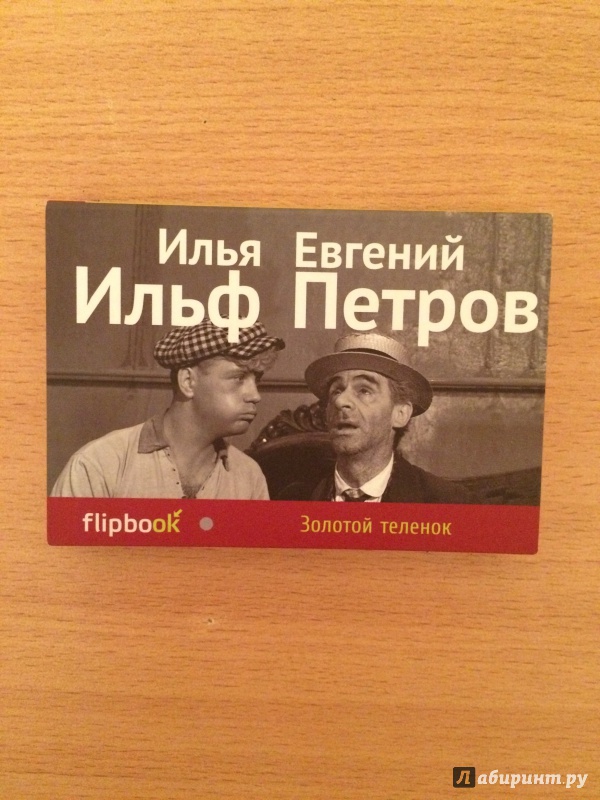 Илья Евгений
Ильф Петров
flipbook
Золотой теленок
Лабиринт.ру